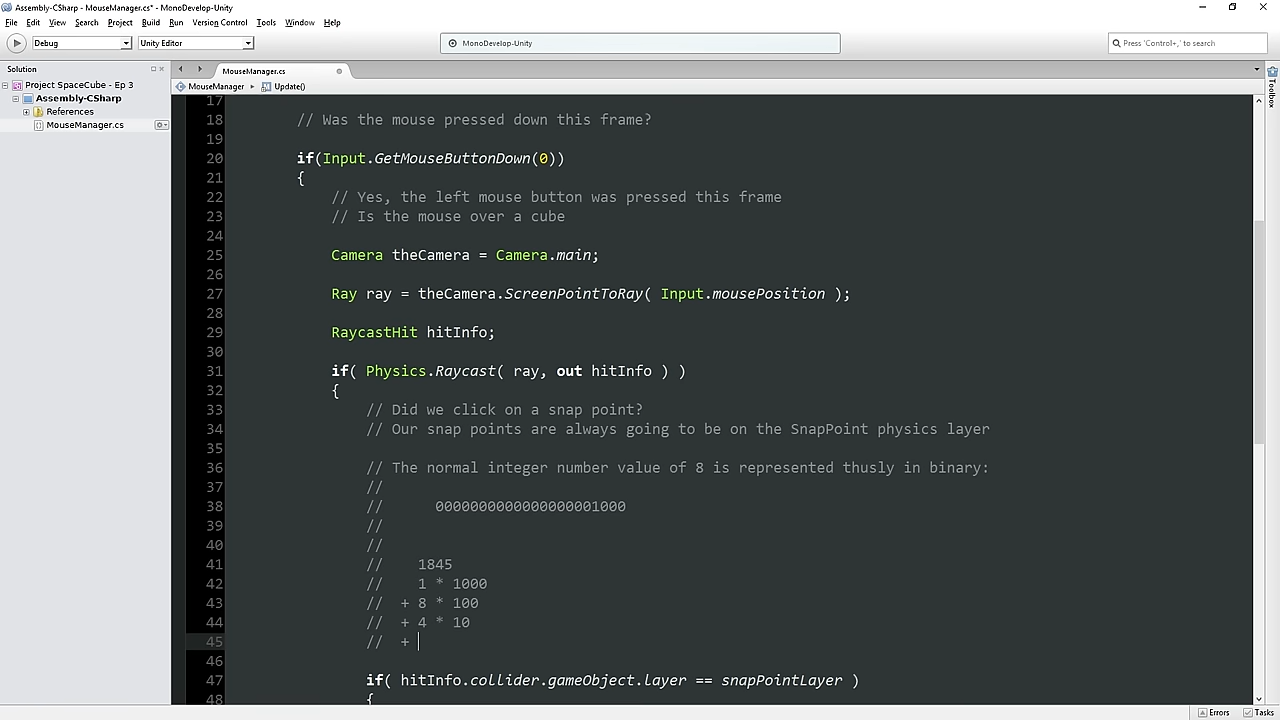 Assembly-CSharp - MouseManager.cs* - MonoDevelop-Unity
File Edit View Search Project Build Run Version Control Tools Window Help
Debug Unity Editor MonoDevelop-Unity Press 'Control+,' to search
Solution
Project SpaceCube - Ep 3
Assembly-CSharp
References
MouseManager.cs
MouseManager.cs
MouseManager Update()
Toolbox
17
18 // Was the mouse pressed down this frame?
19
20 if(Input.GetMouseButtonDown(0))
21 {
22 // Yes, the left mouse button was pressed this frame
23 // Is the mouse over a cube
24
25 Camera theCamera = Camera.main;
26
27 Ray ray = theCamera.ScreenPointToRay( Input.mousePosition );
28
29 RaycastHit hitInfo;
30
31 if( Physics.Raycast( ray, out hitInfo ) )
32 {
33 // Did we click on a snap point?
34 // Our snap points are always going to be on the SnapPoint physics layer
35
36 // The normal integer number value of 8 is represented thusly in binary:
37 //
38 // 0000000000000000001000
39 //
40 //
41 // 1845
42 // 1 * 1000
43 // + 8 * 100
44 // + 4 * 10
45 // +
46
47 if( hitInfo.collider.gameObject.layer == snapPointLayer )
48 {
Errors Tasks